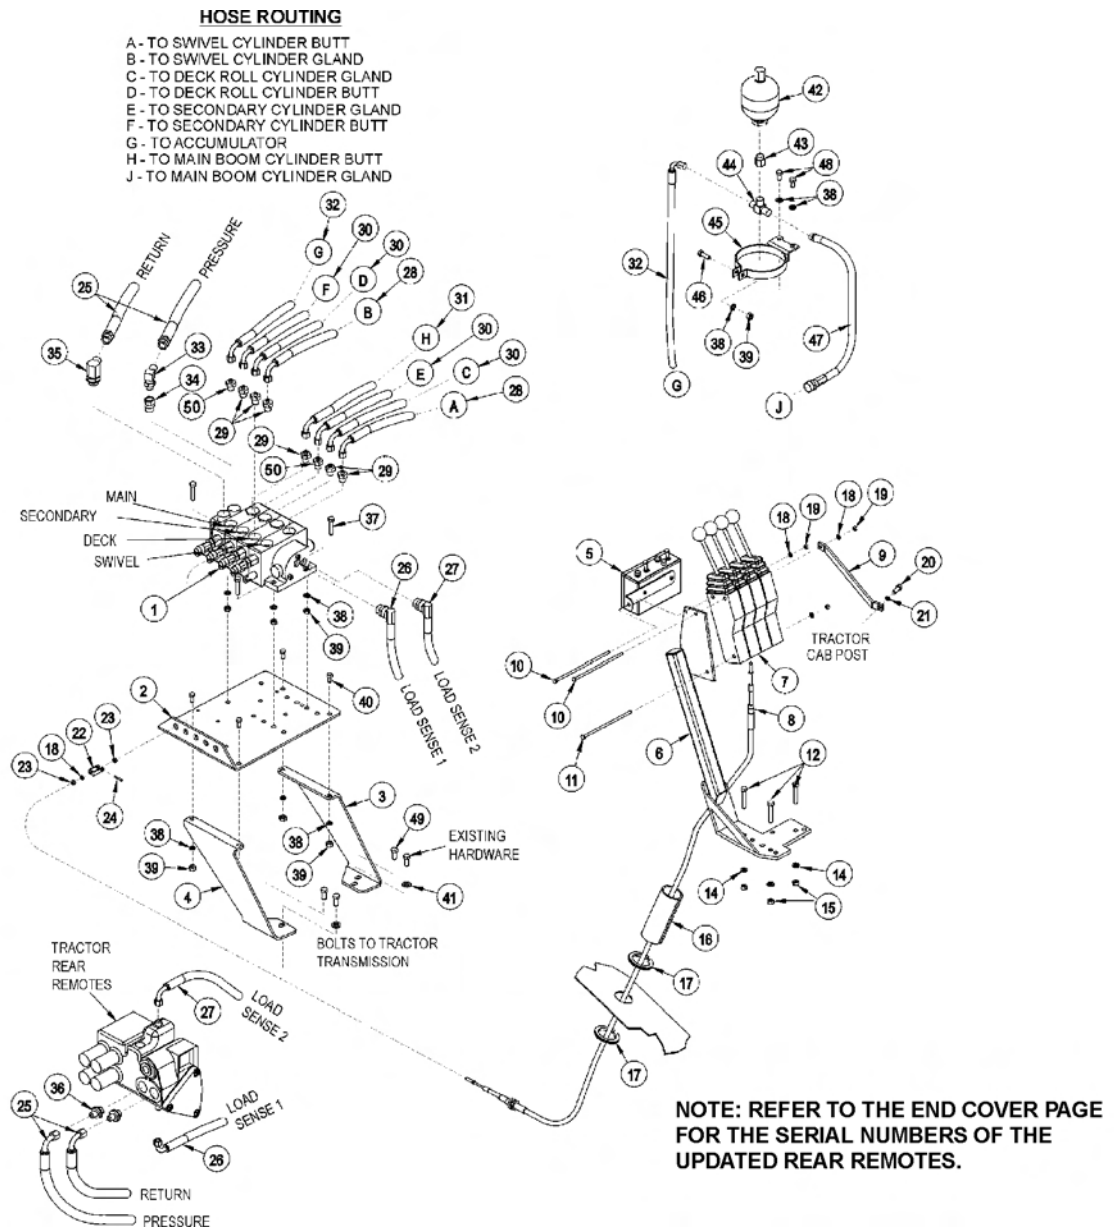 HOSE ROUTING
A - TO SWIVEL CYLINDER BUTT
B - TO SWIVEL CYLINDER GLAND
C - TO DECK ROLL CYLINDER GLAND
D - TO DECK ROLL CYLINDER BUTT
E - TO SECONDARY CYLINDER GLAND
F - TO SECONDARY CYLINDER BUTT
G - TO ACCUMULATOR
H - TO MAIN BOOM CYLINDER BUTT
J - TO MAIN BOOM CYLINDER GLAND
RETURN
PRESSURE
25
35
33
34
32
30
30
28
G
F
D
B
50
29
31
30
30
28
H
E
C
A
29
50
29
MAIN
SECONDARY
DECK
SWIVEL
37
1
38
39
26
27
LOAD SENSE 1
LOAD SENSE 2
42
43
44
48
38
45
32
46
38
39
47
G
J
18
19
18
19
5
9
20
21
TRACTOR
CAB POST
10
10
7
8
6
11
12
14
14
15
16
17
17
2
40
23
22
18
23
24
3
38
39
49
EXISTING
HARDWARE
38
39
4
41
BOLTS TO TRACTOR
TRANSMISSION
TRACTOR
REAR
REMOTES
27
LOAD
SENSE 2
36
25
LOAD
SENSE 1
26
RETURN
PRESSURE
NOTE: REFER TO THE END COVER PAGE
FOR THE SERIAL NUMBERS OF THE
UPDATED REAR REMOTES.